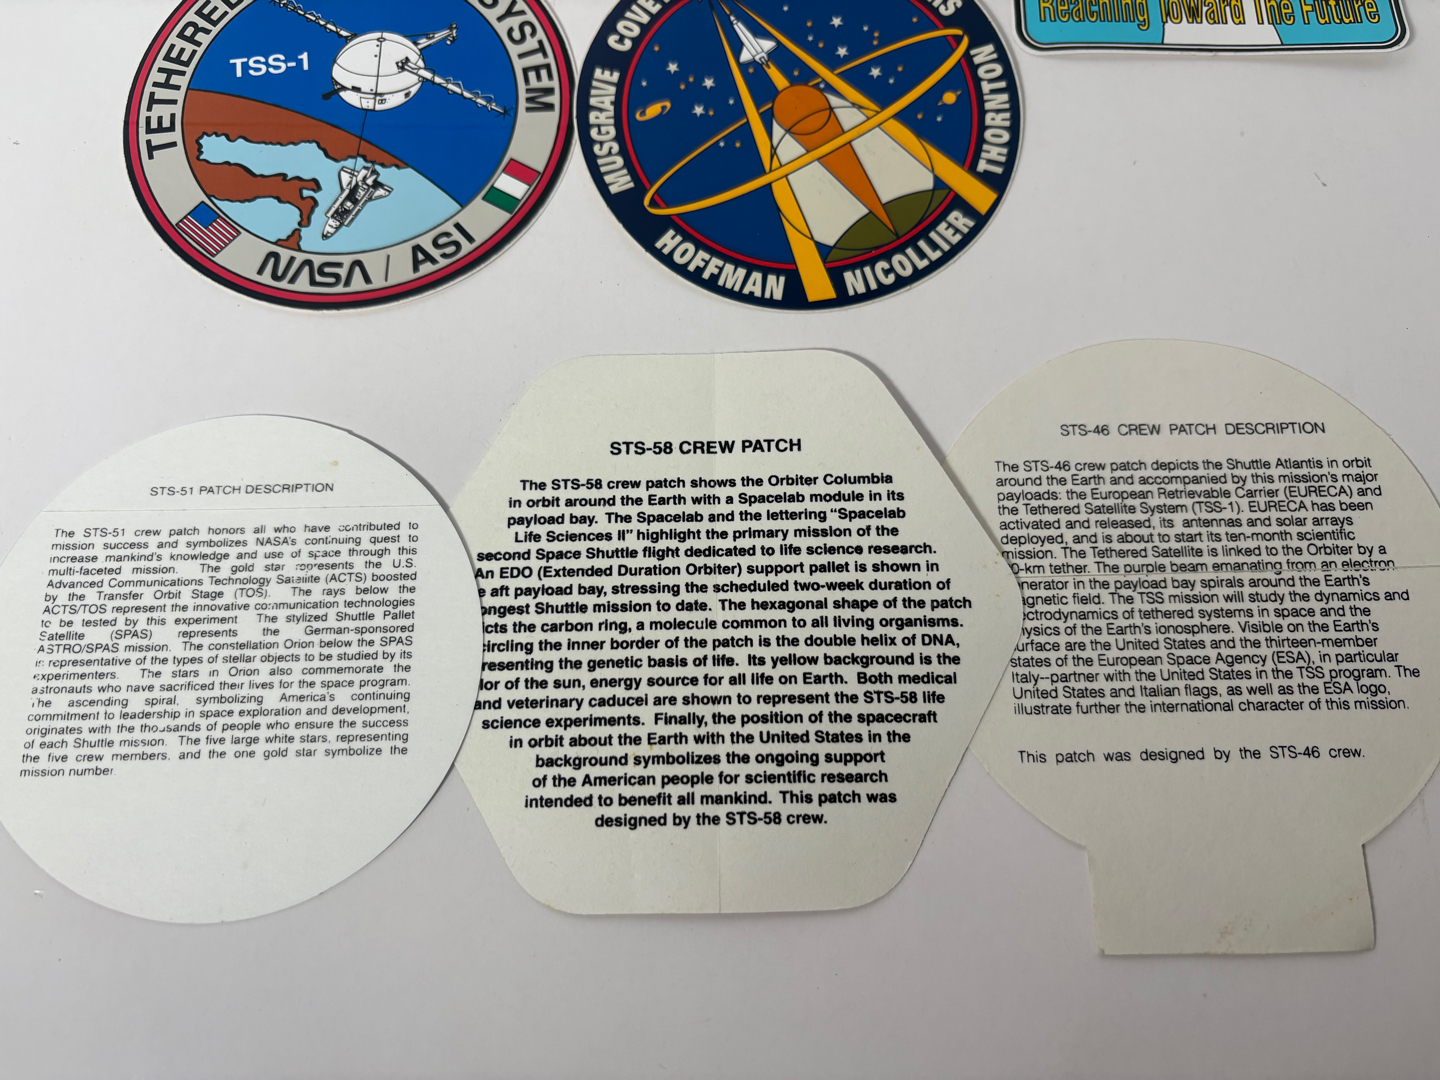 TETHERED
SYSTEM
TSS-1
NASA / ASI
MUSGRAVE
THORNTON
HOFFMAN
NICOLLIER
Reaching Toward The Future
STS-51 PATCH DESCRIPTION
The STS-51 crew patch honors all who have contributed to
mission success and symbolizes NASA's continuing quest to
increase mankind's knowledge and use of space through this
multi-faceted mission. The gold star represents the U.S.
Advanced Communications Technology Satellite (ACTS) boosted
by the Transfer Orbit Stage (TOS). The rays below the
ACTS/TOS represent the innovative communication technologies
to be tested by this experiment The stylized Shuttle Pallet
Satellite (SPAS) represents the German-sponsored
ASTRO/SPAS mission. The constellation Orion below the SPAS
is representative of the types of stellar objects to be studied by its
experimenters. The stars in Orion also commemorate the
astronauts who have sacrificed their lives for the space program.
The ascending spiral, symbolizing America's continuing
commitment to leadership in space exploration and development,
originates with the thousands of people who ensure the success
of each Shuttle mission. The five large white stars, representing
the five crew members, and the one gold star symbolize the
mission number.
STS-58 CREW PATCH
The STS-58 crew patch shows the Orbiter Columbia
in orbit around the Earth with a Spacelab module in its
payload bay. The Spacelab and the lettering "Spacelab
Life Sciences II" highlight the primary mission of the
second Space Shuttle flight dedicated to life science research.
An EDO (Extended Duration Orbiter) support pallet is shown in
aft payload bay, stressing the scheduled two-week duration of
ongest Shuttle mission to date. The hexagonal shape of the patch
icts the carbon ring, a molecule common to all living organisms.
circling the inner border of the patch is the double helix of DNA,
resenting the genetic basis of life. Its yellow background is the
lor of the sun, energy source for all life on Earth. Both medical
and veterinary caducei are shown to represent the STS-58 life
science experiments. Finally, the position of the spacecraft
in orbit about the Earth with the United States in the
background symbolizes the ongoing support
of the American people for scientific research
intended to benefit all mankind. This patch was
designed by the STS-58 crew.
STS-46 CREW PATCH DESCRIPTION
The STS-46 crew patch depicts the Shuttle Atlantis in orbit
around the Earth and accompanied by this mission's major
payloads: the European Retrievable Carrier (EURECA) and
the Tethered Satellite System (TSS-1). EURECA has been
activated and released, its antennas and solar arrays
deployed, and is about to start its ten-month scientific
mission. The Tethered Satellite is linked to the Orbiter by a
0-km tether. The purple beam emanating from an electron
nerator in the payload bay spirals around the Earth's
agnetic field. The TSS mission will study the dynamics and
ectrodynamics of tethered systems in space and the
ysics of the Earth's ionosphere. Visible on the Earth's
urface are the United States and the thirteen-member
states of the European Space Agency (ESA), in particular
Italy--partner with the United States in the TSS program. The
United States and Italian flags, as well as the ESA logo,
illustrate further the international character of this mission.
This patch was designed by the STS-46 crew.